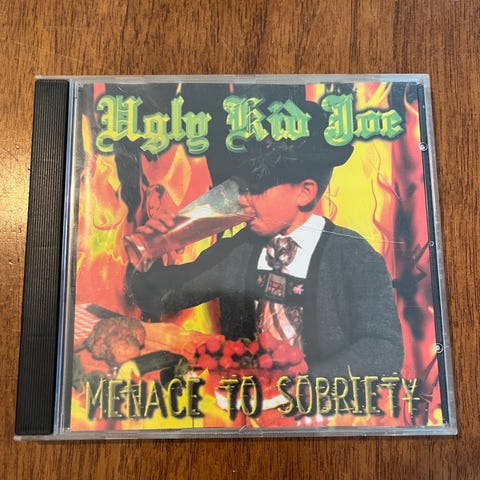 Ugly Kid Joe
MENACE TO SOBRIETY